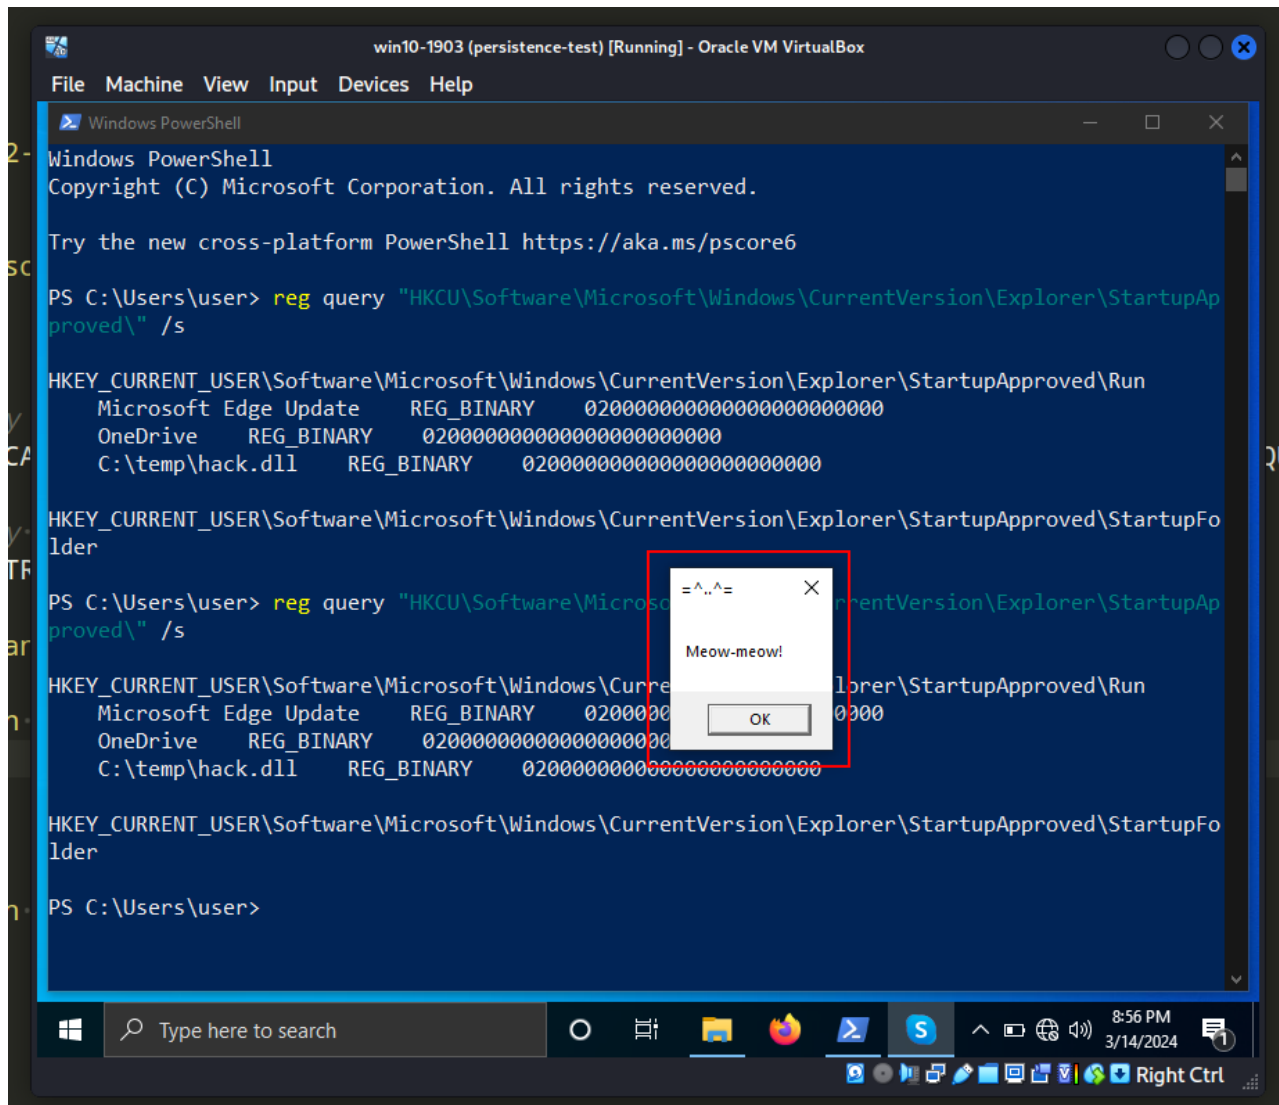 win10-1903 (persistence-test) [Running] - Oracle VM VirtualBox
File Machine View Input Devices Help
Windows PowerShell
Windows PowerShell
Copyright (C) Microsoft Corporation. All rights reserved.
Try the new cross-platform PowerShell https://aka.ms/pscore6
PS C:\Users\user> reg query "HKCU\Software\Microsoft\Windows\CurrentVersion\Explorer\StartupAp
proved\" /s
HKEY_CURRENT_USER\Software\Microsoft\Windows\CurrentVersion\Explorer\StartupApproved\Run
Microsoft Edge Update REG_BINARY 020000000000000000000000
OneDrive REG_BINARY 020000000000000000000000
C:\temp\hack.dll REG_BINARY 020000000000000000000000
HKEY_CURRENT_USER\Software\Microsoft\Windows\CurrentVersion\Explorer\StartupApproved\StartupFo
lder
PS C:\Users\user> reg query "HKCU\Software\Micros rentVersion\Explorer\StartupAp
proved\" /s
HKEY_CURRENT_USER\Software\Microsoft\Windows\Curre lorer\StartupApproved\Run
Microsoft Edge Update REG_BINARY 0200000 0000
OneDrive REG_BINARY 02000000000000000000
C:\temp\hack.dll REG_BINARY 020000000000000000000000
HKEY_CURRENT_USER\Software\Microsoft\Windows\CurrentVersion\Explorer\StartupApproved\StartupFo
lder
PS C:\Users\user>
=^..^=
Meow-meow!
OK
Type here to search
8:56 PM
3/14/2024
1
Right Ctrl